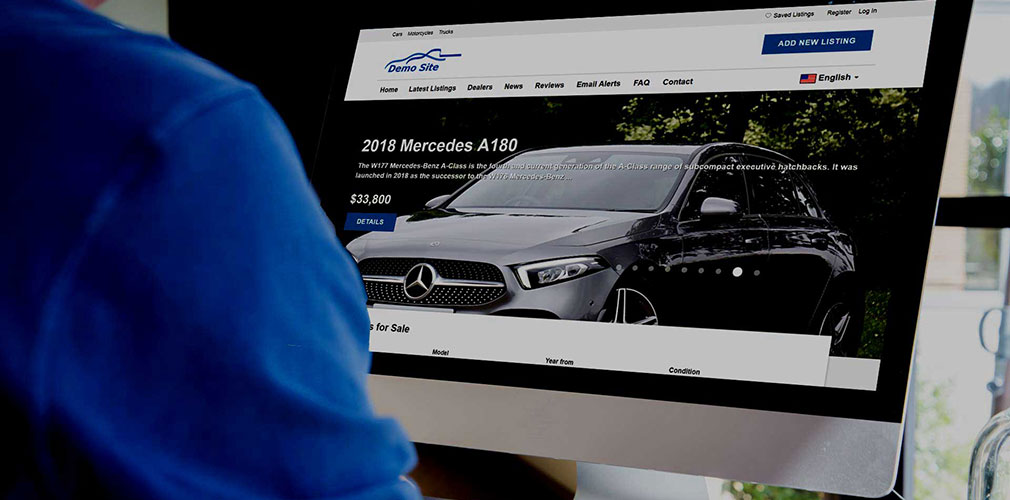 Cars Motorcycles Trucks
Saved Listings Register Log In
Demo Site
ADD NEW LISTING
Home Latest Listings Dealers News Reviews Email Alerts FAQ Contact
English
2018 Mercedes A180
The W177 Mercedes-Benz A-Class is the fourth and current generation of the A-Class range of subcompact executive hatchbacks. It was
launched in 2018 as the successor to the W176 Mercedes-Benz ...
$33,800
DETAILS
for Sale
Model
Year from
Condition